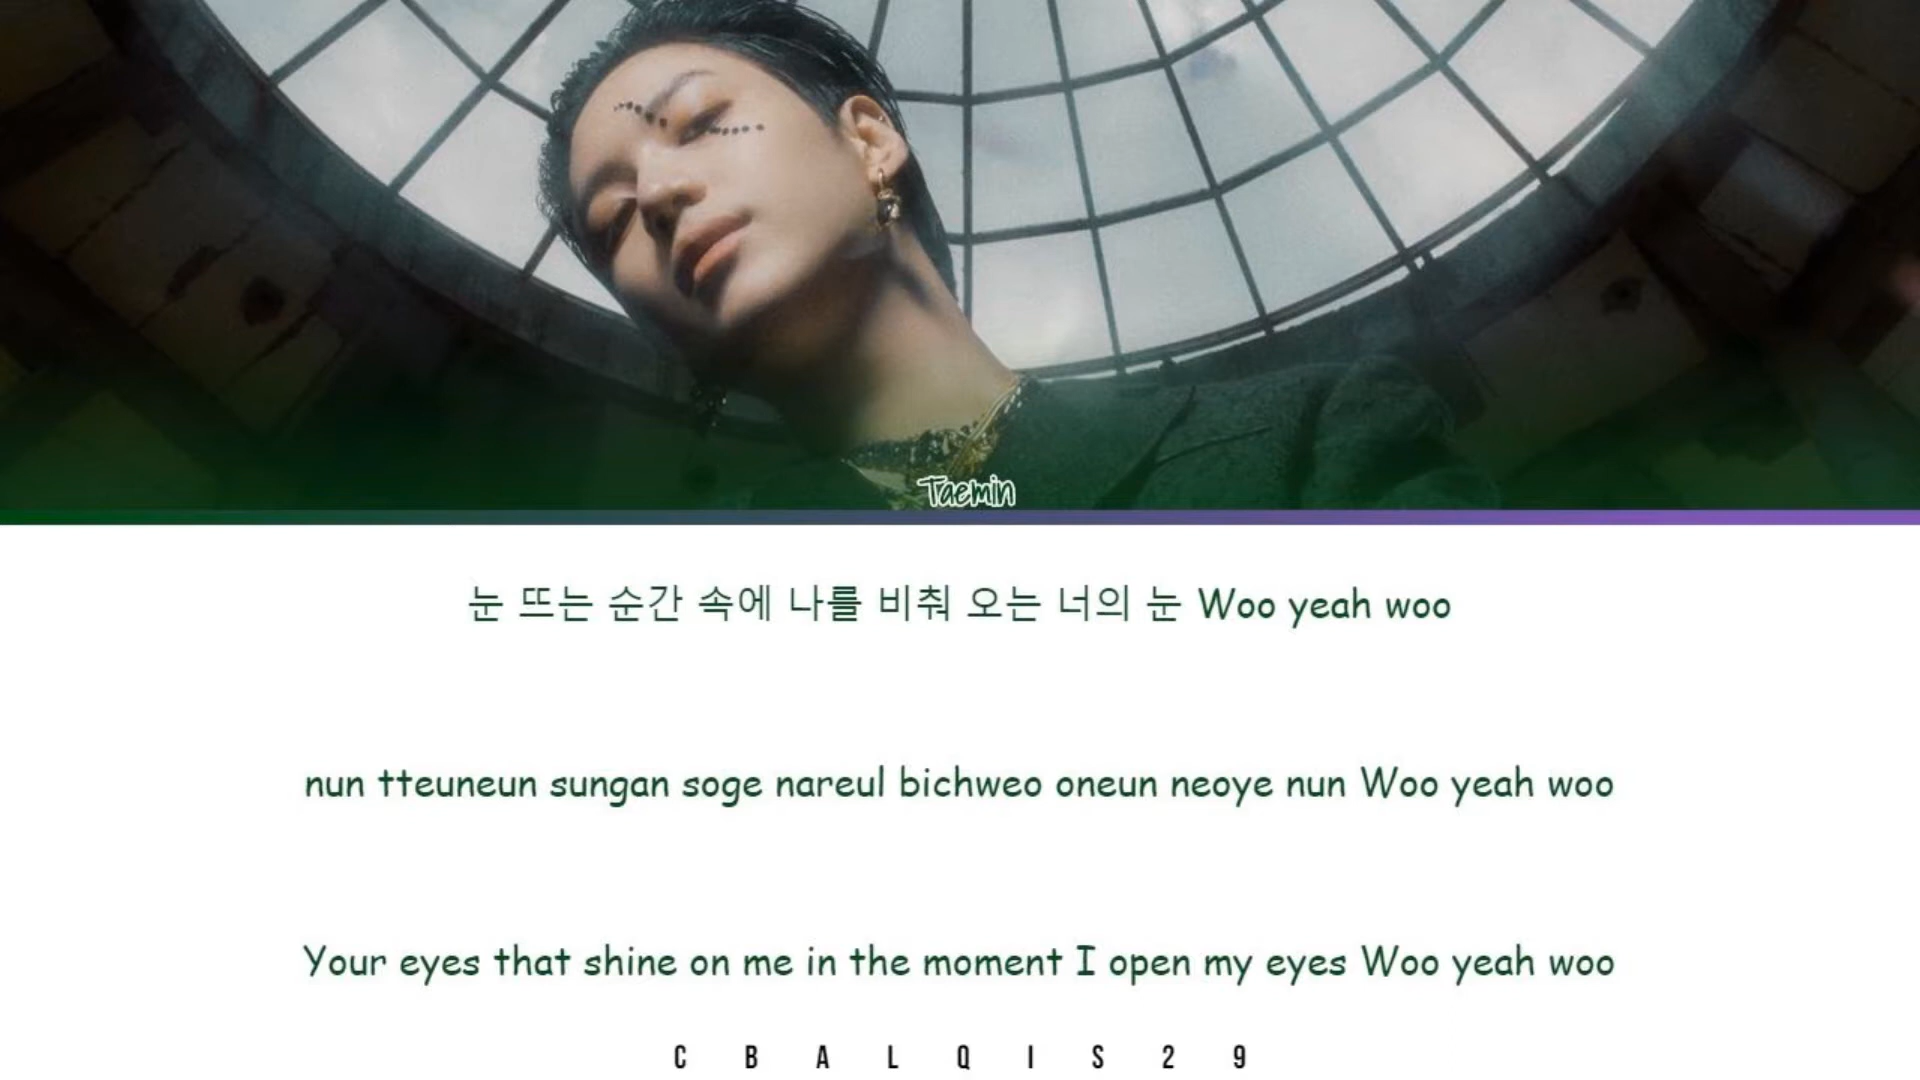 Taemin
눈 뜨는 순간 속에 나를 비춰 오는 너의 눈 Woo yeah woo
nun tteuneun sungan soge nareul bichweo oneun neoye nun Woo yeah woo
Your eyes that shine on me in the moment I open my eyes Woo yeah woo
CBALQIS29